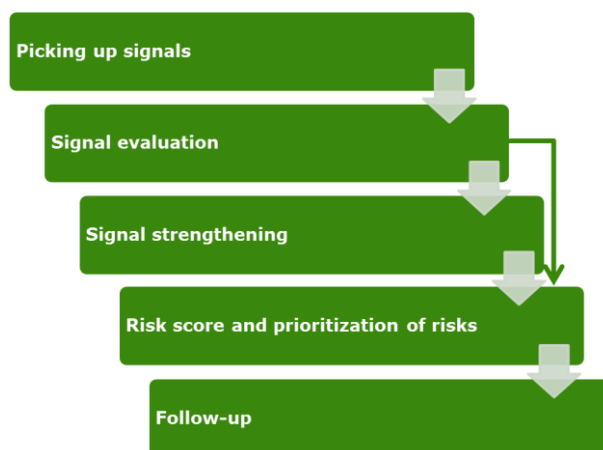 Picking up signals
Signal evaluation
Signal strengthening
Risk score and prioritization of risks
Follow-up